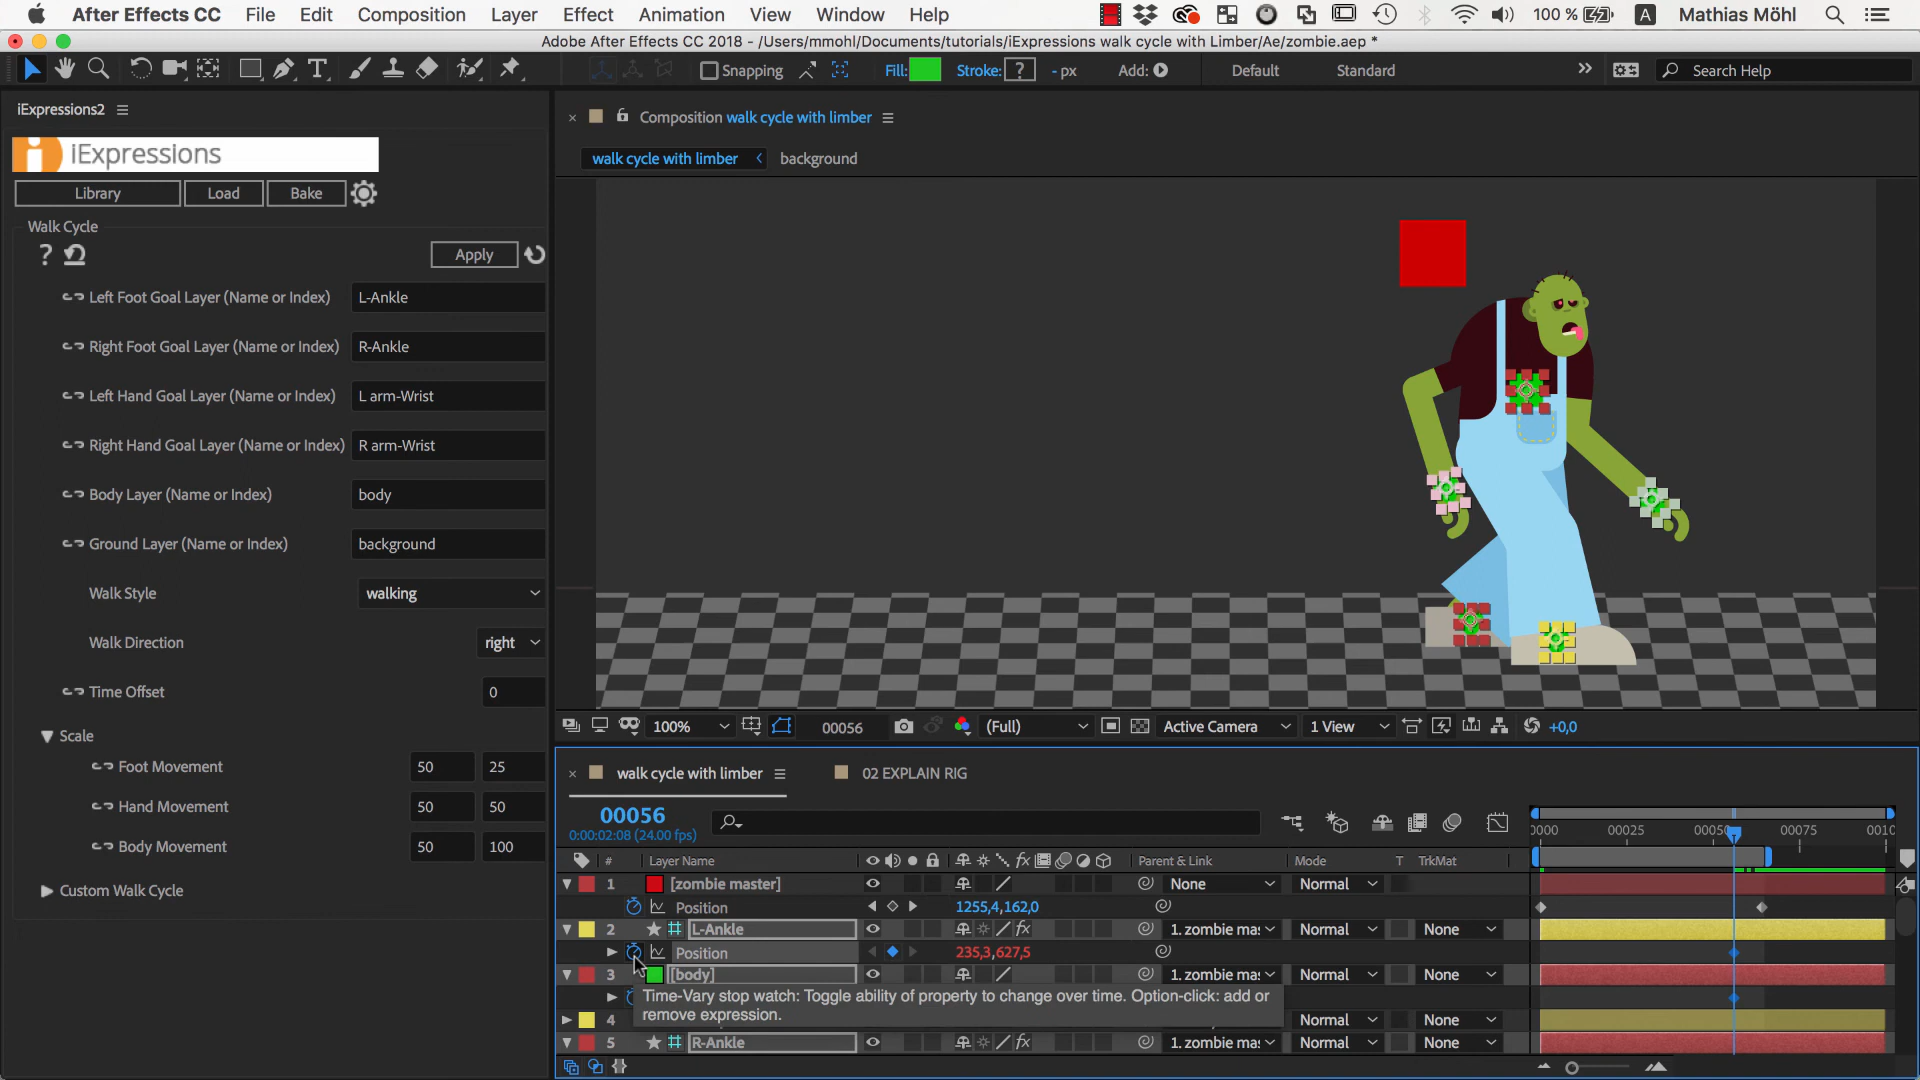 After Effects CC File Edit Composition Layer Effect Animation View Window Help 100 % A Mathias Möhl
Adobe After Effects CC 2018 - /Users/mmohl/Documents/tutorials/iExpressions walk cycle with Limber/Ae/zombie.aep *
Snapping Fill: Stroke: ? - px Add: Default Standard Search Help
iExpressions2
iExpressions
Library Load Bake
Walk Cycle
? Apply
Left Foot Goal Layer (Name or Index) L-Ankle
Right Foot Goal Layer (Name or Index) R-Ankle
Left Hand Goal Layer (Name or Index) L arm-Wrist
Right Hand Goal Layer (Name or Index) R arm-Wrist
Body Layer (Name or Index) body
Ground Layer (Name or Index) background
Walk Style walking
Walk Direction right
Time Offset 0
Scale
Foot Movement 50 25
Hand Movement 50 50
Body Movement 50 100
Custom Walk Cycle
Composition walk cycle with limber
walk cycle with limber background
100% 00056 (Full) Active Camera 1 View +0,0
walk cycle with limber 02 EXPLAIN RIG
00056
0:00:02:08 (24.00 fps)
0000 00025 00075
# Layer Name fx Parent & Link Mode T TrkMat
1 [zombie master] None Normal
Position 1255,4,162,0
2 L-Ankle fx 1. zombie mas Normal None
Position 235,3,627,5
3 [body] 1. zombie mas Normal None
Time-Vary stop watch: Toggle ability of property to change over time. Option-click: add or
remove expression.
4 Normal None
5 R-Ankle fx 1. zombie mas Normal None